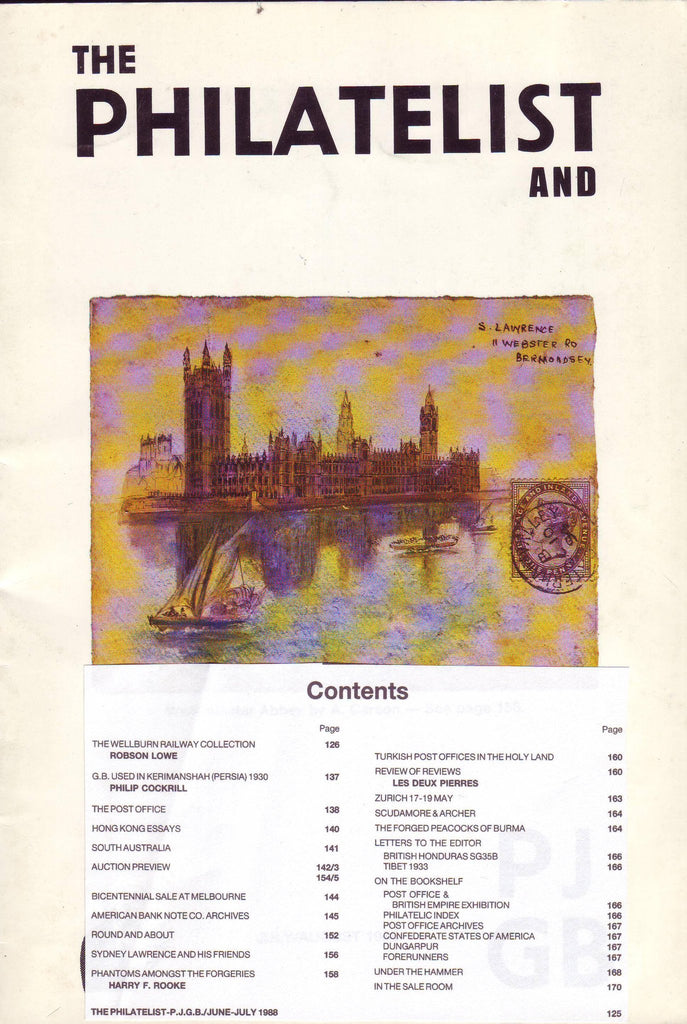 THE
PHILATELIST
AND
S. LAWRENCE
11 WEBSTER RD
BERMONDSEY
Contents
Page
THE WELLBURN RAILWAY COLLECTION 126
ROBSON LOWE
G.B. USED IN KERIMANSHAH (PERSIA) 1930 137
PHILIP COCKRILL
THE POST OFFICE 138
HONG KONG ESSAYS 140
SOUTH AUSTRALIA 141
AUCTION PREVIEW 142/3
154/5
BICENTENNIAL SALE AT MELBOURNE 144
AMERICAN BANK NOTE CO. ARCHIVES 145
ROUND AND ABOUT 152
SYDNEY LAWRENCE AND HIS FRIENDS 156
PHANTOMS AMONGST THE FORGERIES 158
HARRY F. ROOKE
Page
TURKISH POST OFFICES IN THE HOLY LAND 160
REVIEW OF REVIEWS 160
LES DEUX PIERRES
ZURICH 17-19 MAY 163
SCUDAMORE & ARCHER 164
THE FORGED PEACOCKS OF BURMA 164
LETTERS TO THE EDITOR
BRITISH HONDURAS SG35B 166
TIBET 1933 166
ON THE BOOKSHELF
POST OFFICE &
BRITISH EMPIRE EXHIBITION 166
PHILATELIC INDEX 166
POST OFFICE ARCHIVES 167
CONFEDERATE STATES OF AMERICA 167
DUNGARPUR 167
FORERUNNERS 167
UNDER THE HAMMER 168
IN THE SALE ROOM 170
THE PHILATELIST-P.J.G.B./JUNE-JULY 1988 125